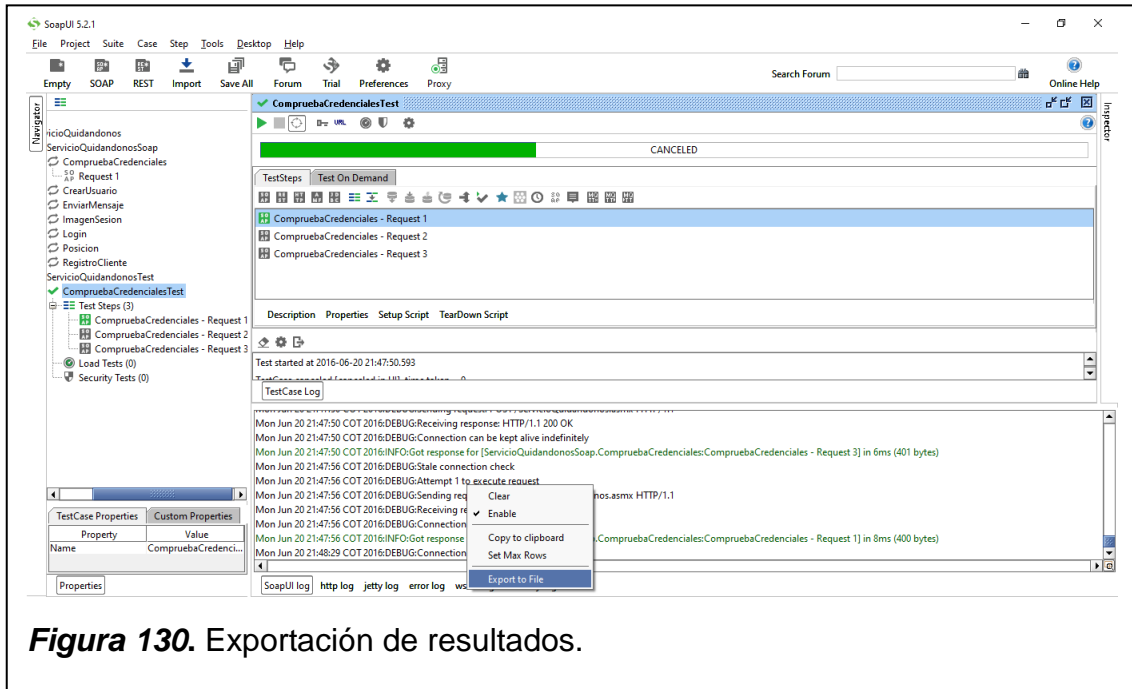 SoapUI 5.2.1
File Project Suite Case Step Tools Desktop Help
Empty SOAP REST Import Save All Forum Trial Preferences Proxy Search Forum Online Help
Navigator
Inspector
icioQuidandonos
ServicioQuidandonosSoap
CompruebaCredenciales
Request 1
CrearUsuario
EnviarMensaje
ImagenSesion
Login
Posicion
RegistroCliente
ServicioQuidandonosTest
CompruebaCredencialesTest
Test Steps (3)
CompruebaCredenciales - Request 1
CompruebaCredenciales - Request 2
CompruebaCredenciales - Request 3
Load Tests (0)
Security Tests (0)
TestCase Properties Custom Properties
Property Value
Name CompruebaCredenci...
Properties
CompruebaCredencialesTest
URL
CANCELED
TestSteps Test On Demand
CompruebaCredenciales - Request 1
CompruebaCredenciales - Request 2
CompruebaCredenciales - Request 3
Description Properties Setup Script TearDown Script
Test started at 2016-06-20 21:47:50.593
TestCase Log
Mon Jun 20 21:47:50 COT 2016:DEBUG:Receiving response: HTTP/1.1 200 OK
Mon Jun 20 21:47:50 COT 2016:DEBUG:Connection can be kept alive indefinitely
Mon Jun 20 21:47:50 COT 2016:INFO:Got response for [ServicioQuidandonosSoap.CompruebaCredenciales:CompruebaCredenciales - Request 3] in 6ms (401 bytes)
Mon Jun 20 21:47:56 COT 2016:DEBUG:Stale connection check
Mon Jun 20 21:47:56 COT 2016:DEBUG:Attempt 1 to execute request
Mon Jun 20 21:47:56 COT 2016:DEBUG:Sending req nos.asmx HTTP/1.1
Mon Jun 20 21:47:56 COT 2016:DEBUG:Receiving re
Mon Jun 20 21:47:56 COT 2016:DEBUG:Connection
Mon Jun 20 21:47:56 COT 2016:INFO:Got response .CompruebaCredenciales:CompruebaCredenciales - Request 1] in 8ms (400 bytes)
Mon Jun 20 21:48:29 COT 2016:DEBUG:Connection
Clear
Enable
Copy to clipboard
Set Max Rows
Export to File
SoapUI log http log jetty log error log
Figura 130. Exportación de resultados.